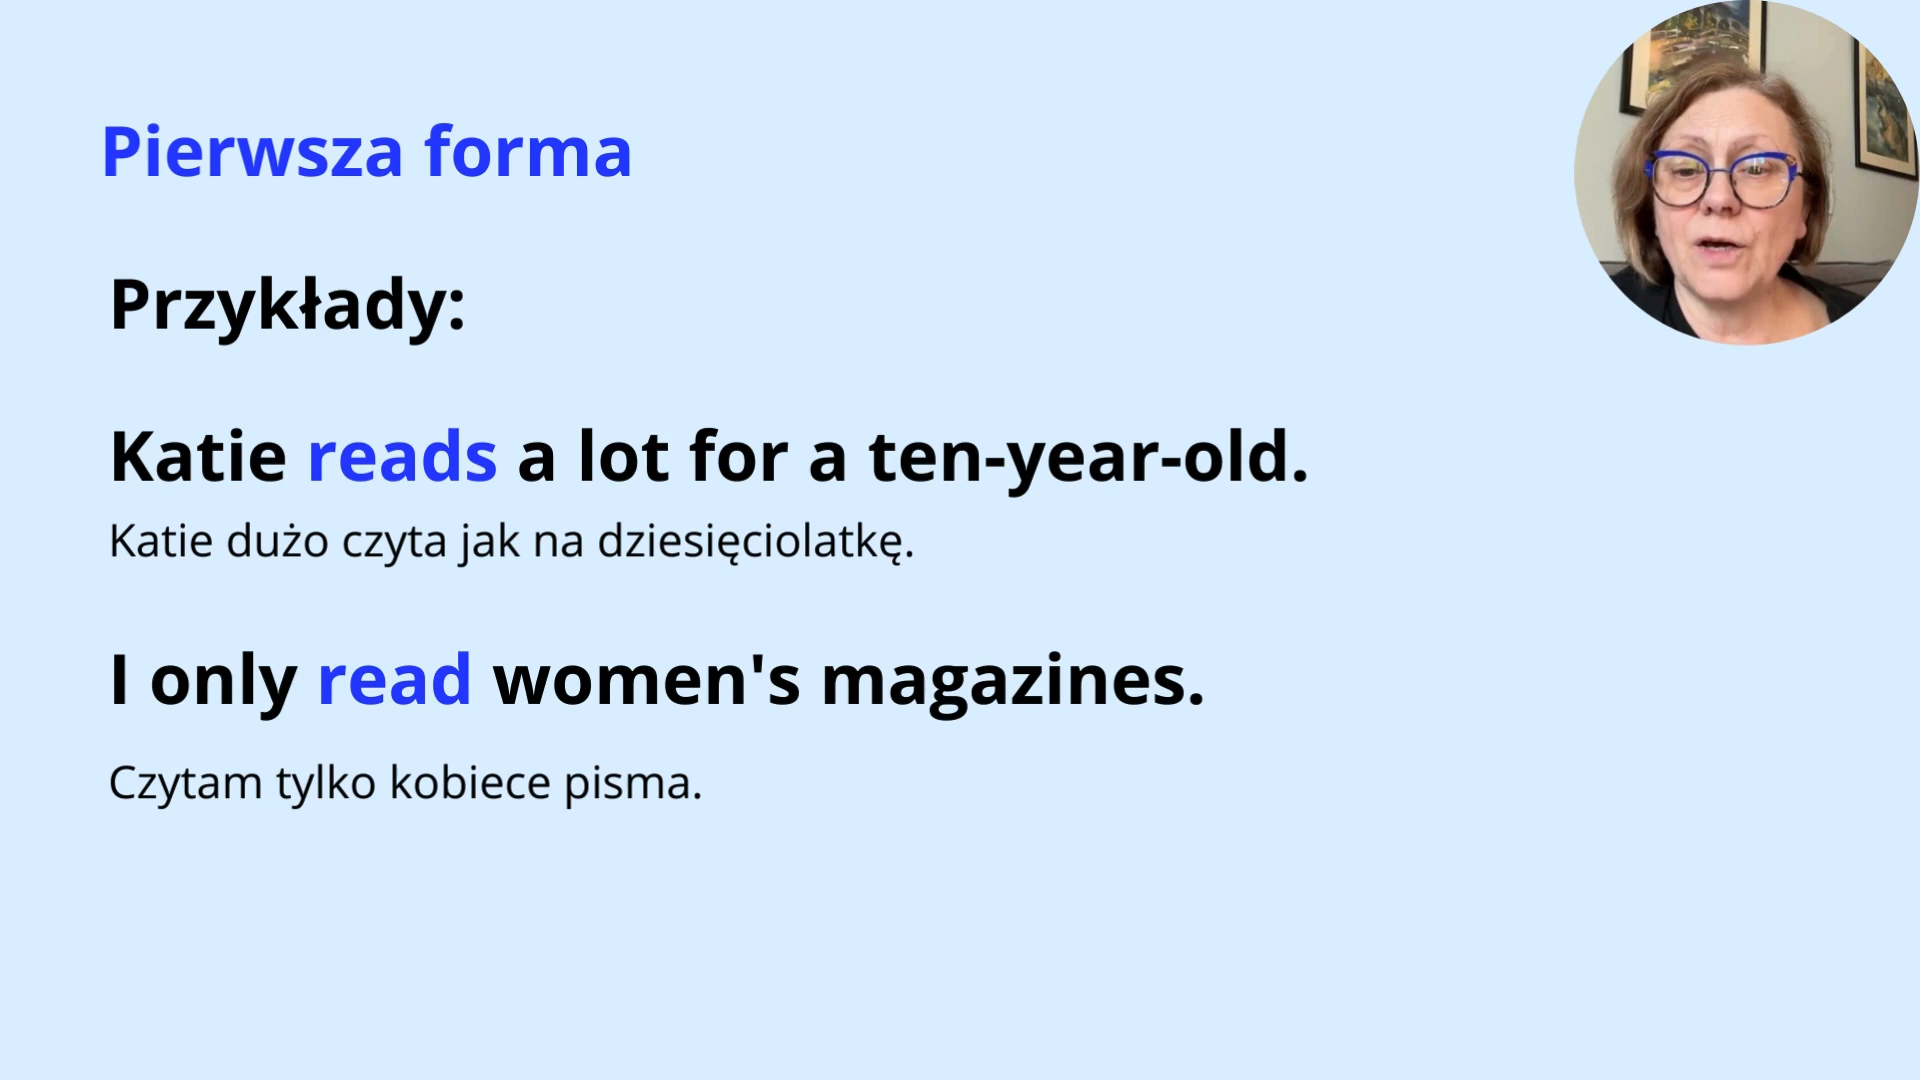 Pierwsza forma
Przykłady:
Katie reads a lot for a ten-year-old.
Katie dużo czyta jak na dziesięciolatkę.
I only read women's magazines.
Czytam tylko kobiece pisma.